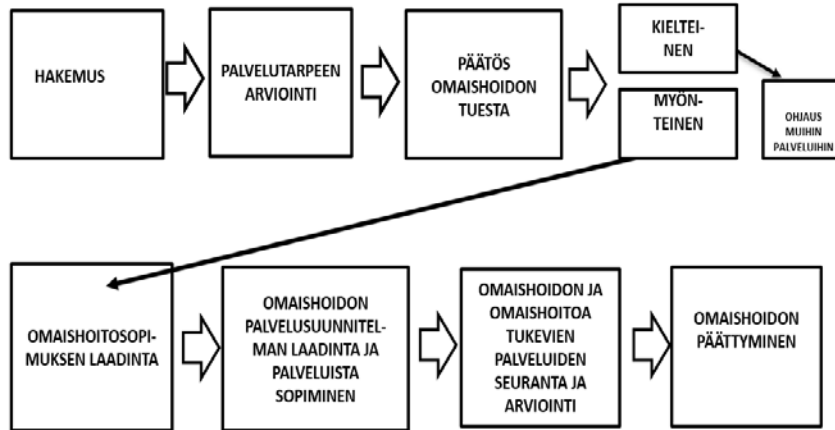 HAKEMUS
PALVELUTARPEEN
ARVIOINTI
PÄÄTÖS
OMAISHOIDON
TUESTA
KIELTEI-
NEN
MYÖN-
TEINEN
OHJAUS
MUIHIN
PALVELUIHIN
OMAISHOITOSOPI-
MUKSEN LAADINTA
OMAISHOIDON
PALVELUSUUNNITEL-
MAN LAADINTA JA
PALVELUISTA
SOPIMINEN
OMAISHOIDON JA
OMAISHOITOA
TUKEVIEN
PALVELUIDEN
SEURANTA JA
ARVIOINTI
OMAISHOIDON
PÄÄTTYMINEN